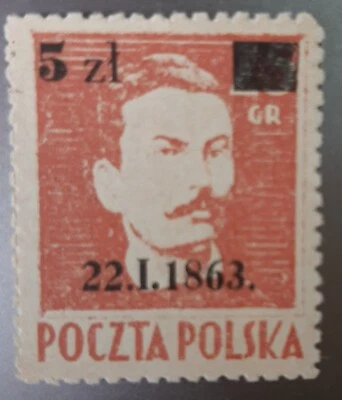 5 zł
GR
22.I.1863.
POCZTA POLSKA